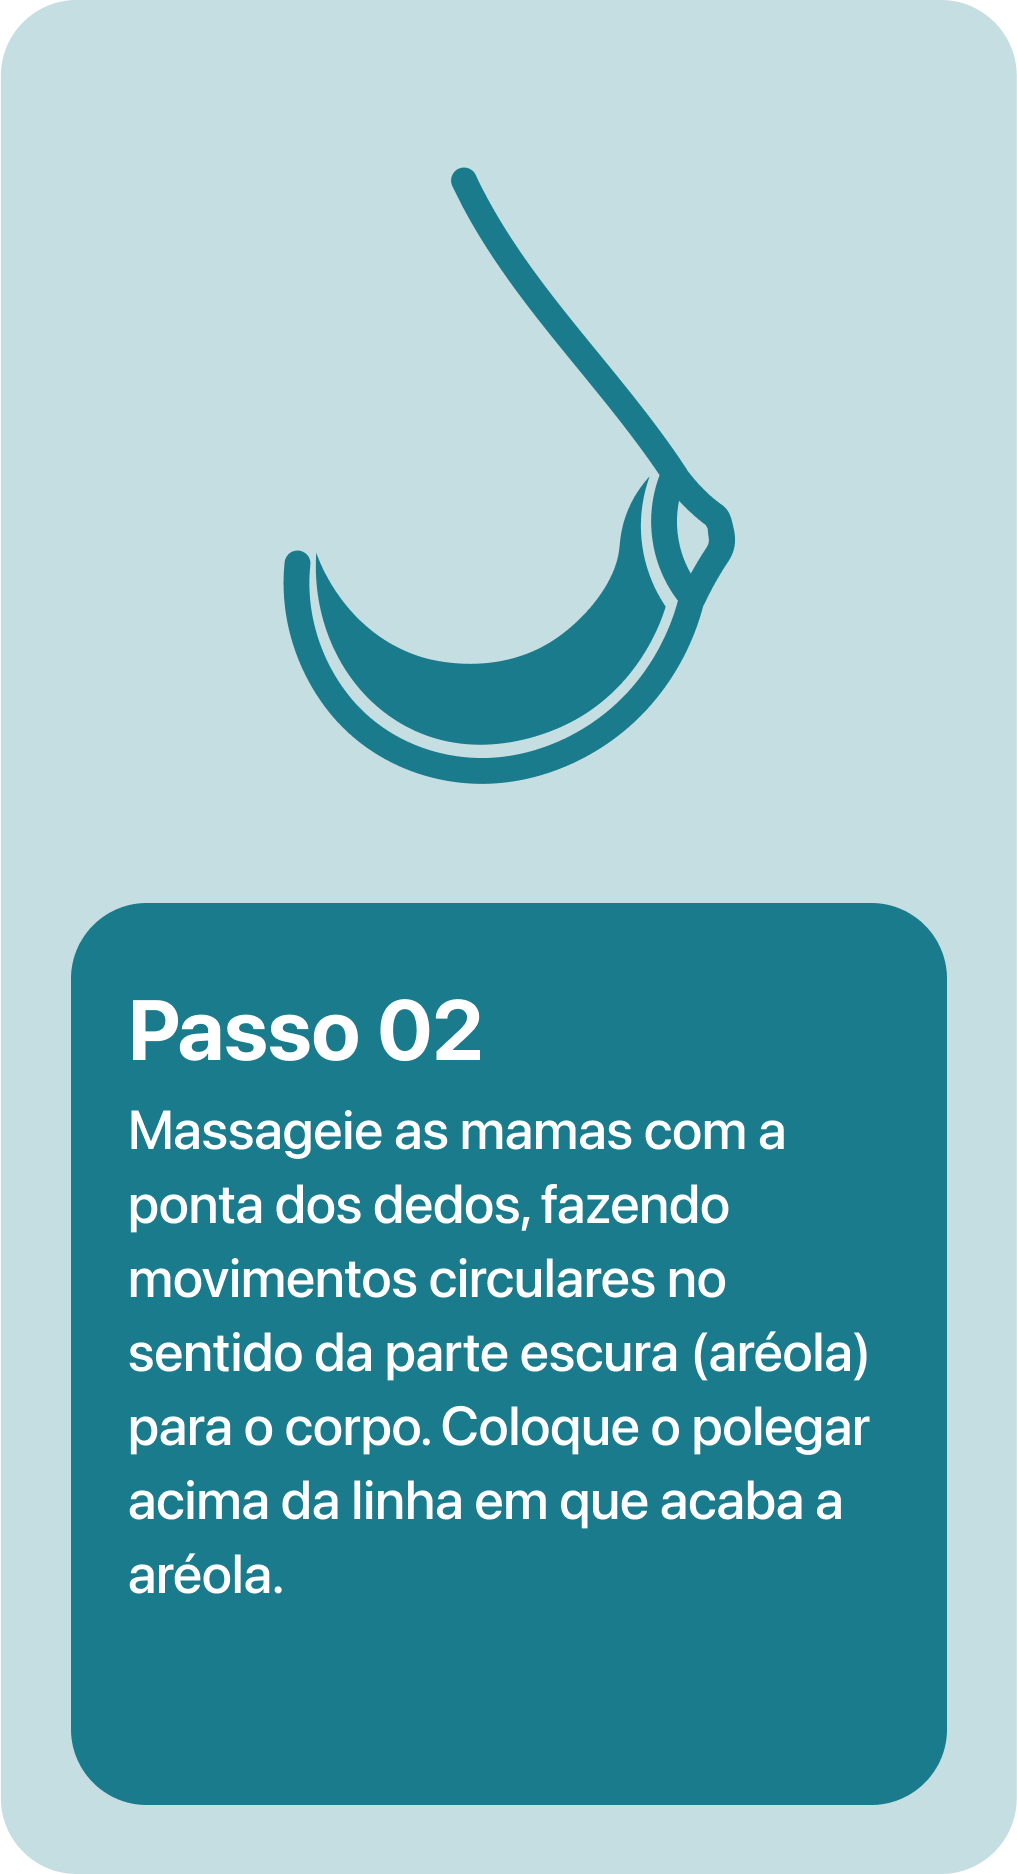 Passo 02
Massageie as mamas com a
ponta dos dedos, fazendo
movimentos circulares no
sentido da parte escura (aréola)
para o corpo. Coloque o polegar
acima da linha em que acaba a
aréola.